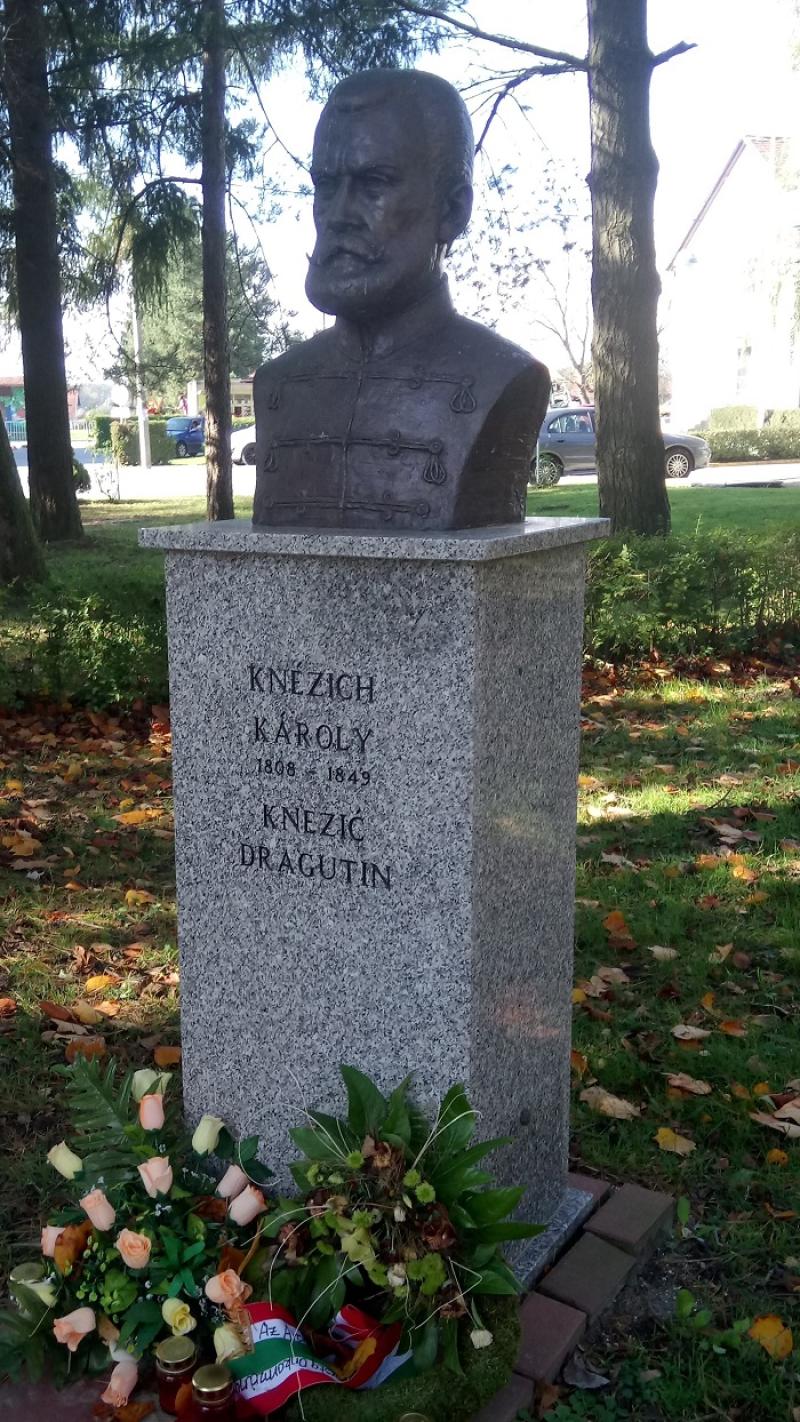 KNÉZICH
KÁROLY
1808 - 1849
KNEZIĆ
DRAGUTIN